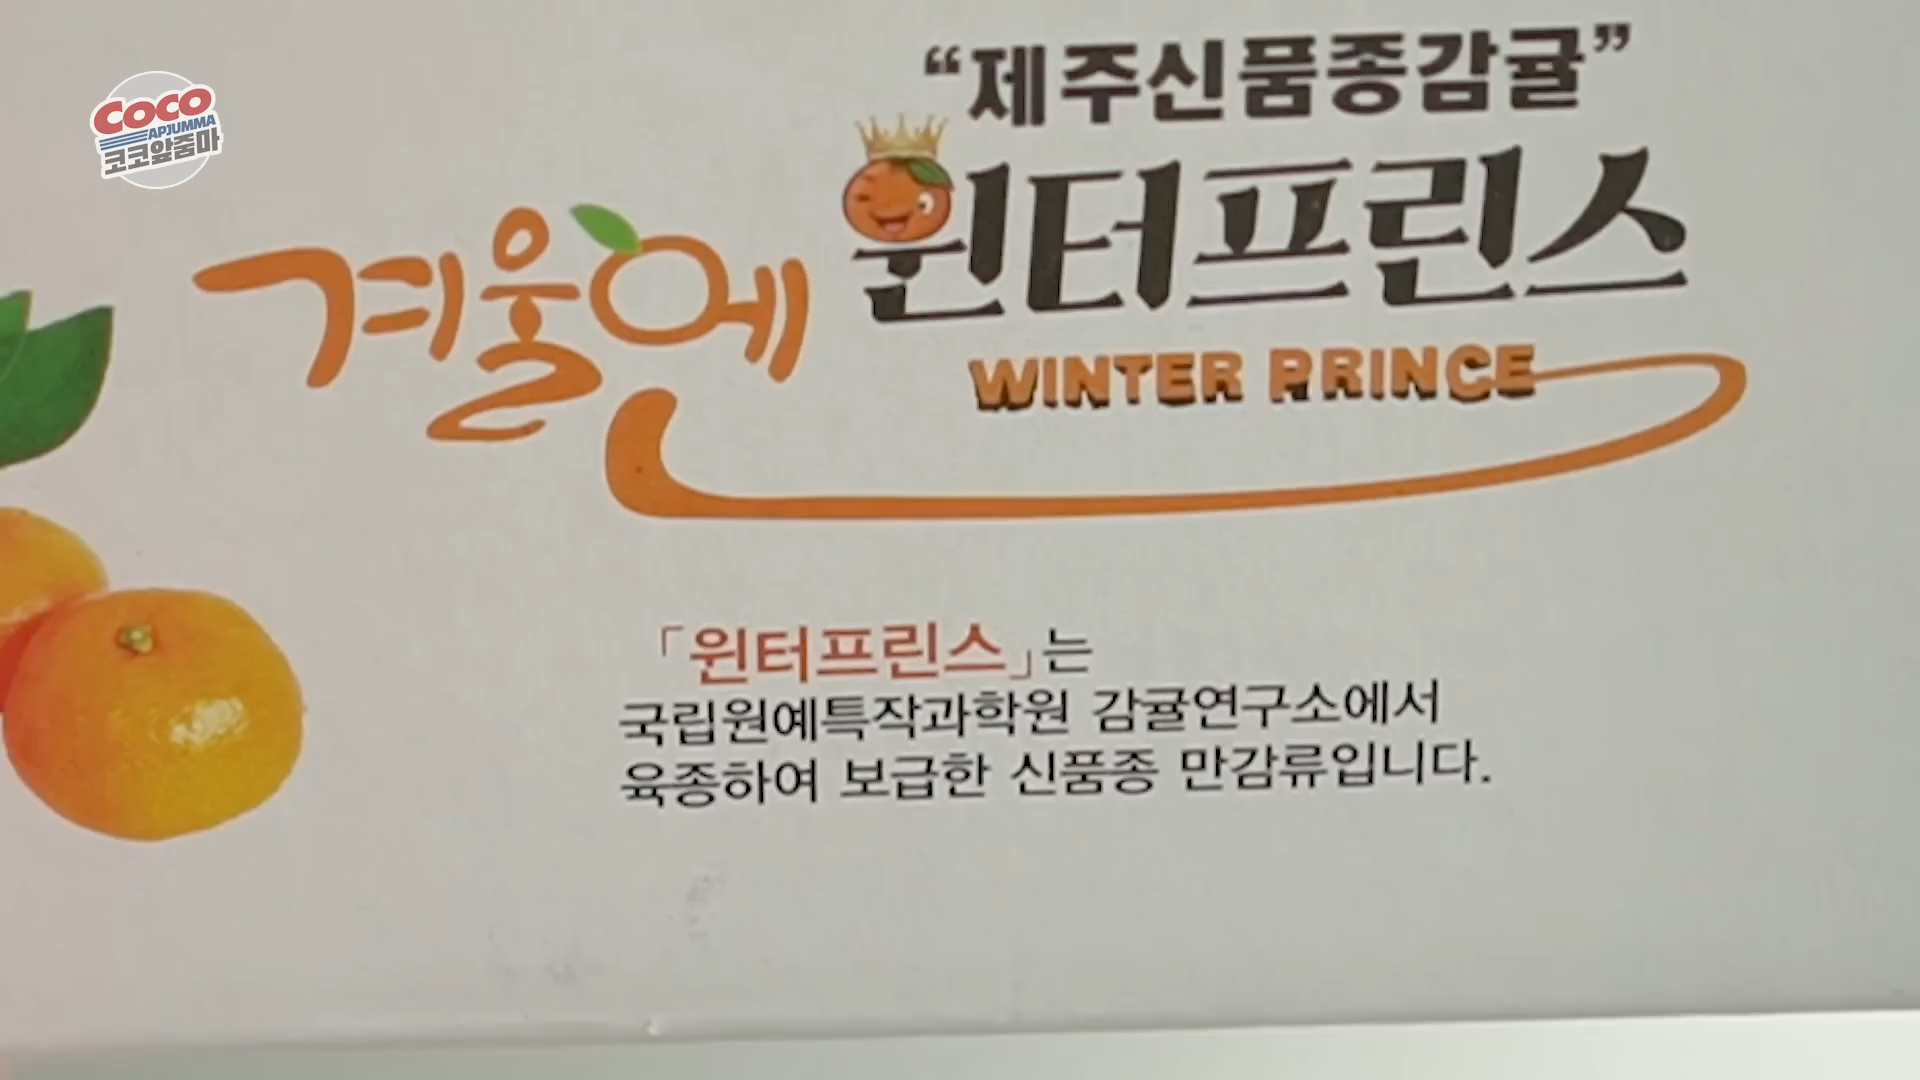 COCO
APJUMMA
코코앞줌마
“제주신품종감귤”
겨울엔 윈터프린스
WINTER PRINCE
「윈터프린스」는
국립원예특작과학원 감귤연구소에서
육종하여 보급한 신품종 만감류입니다.